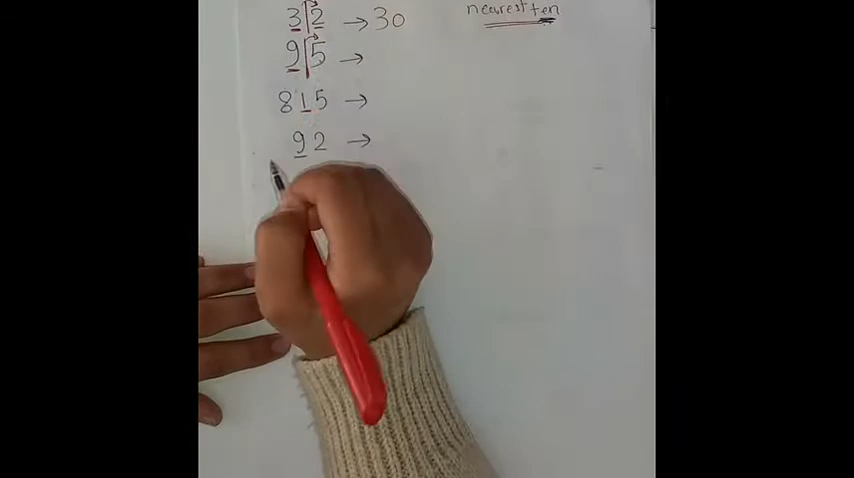 32 → 30 nearest ten
95 →
815 →
92 →